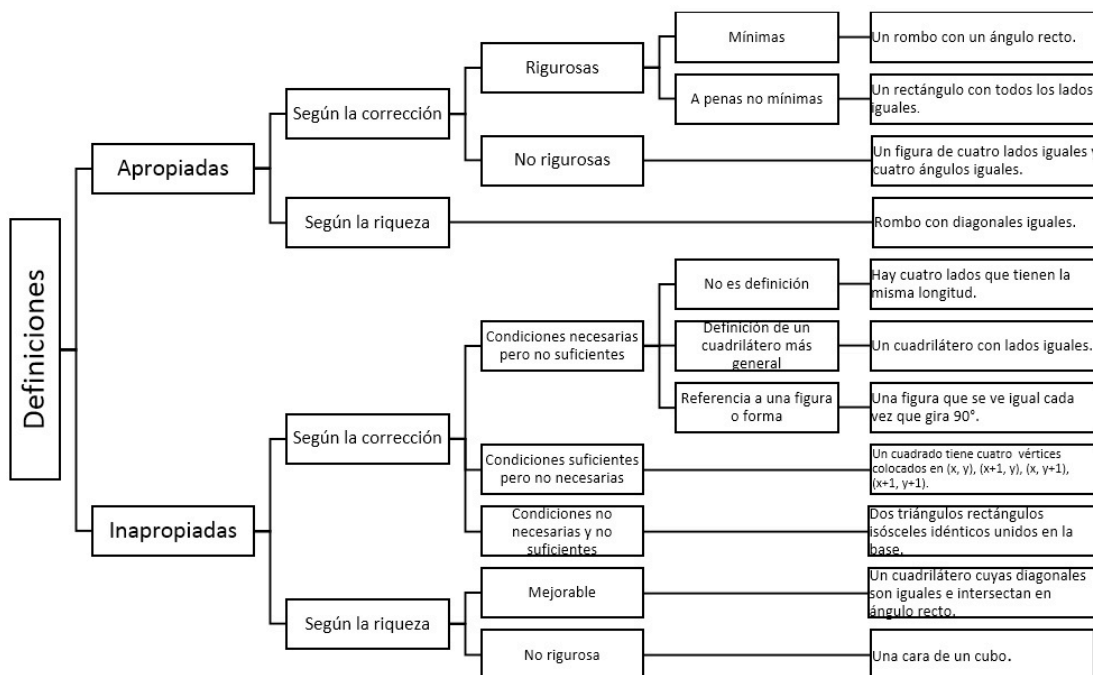 Definiciones
Apropiadas
Según la corrección
Rigurosas
Mínimas
Un rombo con un ángulo recto.
A penas no mínimas
Un rectángulo con todos los lados
iguales.
No rigurosas
Un figura de cuatro lados iguales y
cuatro ángulos iguales.
Según la riqueza
Rombo con diagonales iguales.
Inapropiadas
Según la corrección
Condiciones necesarias
pero no suficientes
No es definición
Hay cuatro lados que tienen la
misma longitud.
Definición de un
cuadrilátero más
general
Un cuadrilátero con lados iguales.
Referencia a una figura
o forma
Una figura que se ve igual cada
vez que gira 90°.
Condiciones suficientes
pero no necesarias
Un cuadrado tiene cuatro vértices
colocados en (x, y), (x+1, y), (x, y+1),
(x+1, y+1).
Condiciones no
necesarias y no
suficientes
Dos triángulos rectángulos
isósceles idénticos unidos en la
base.
Según la riqueza
Mejorable
Un cuadrilátero cuyas diagonales
son iguales e intersectan en
ángulo recto.
No rigurosa
Una cara de un cubo.